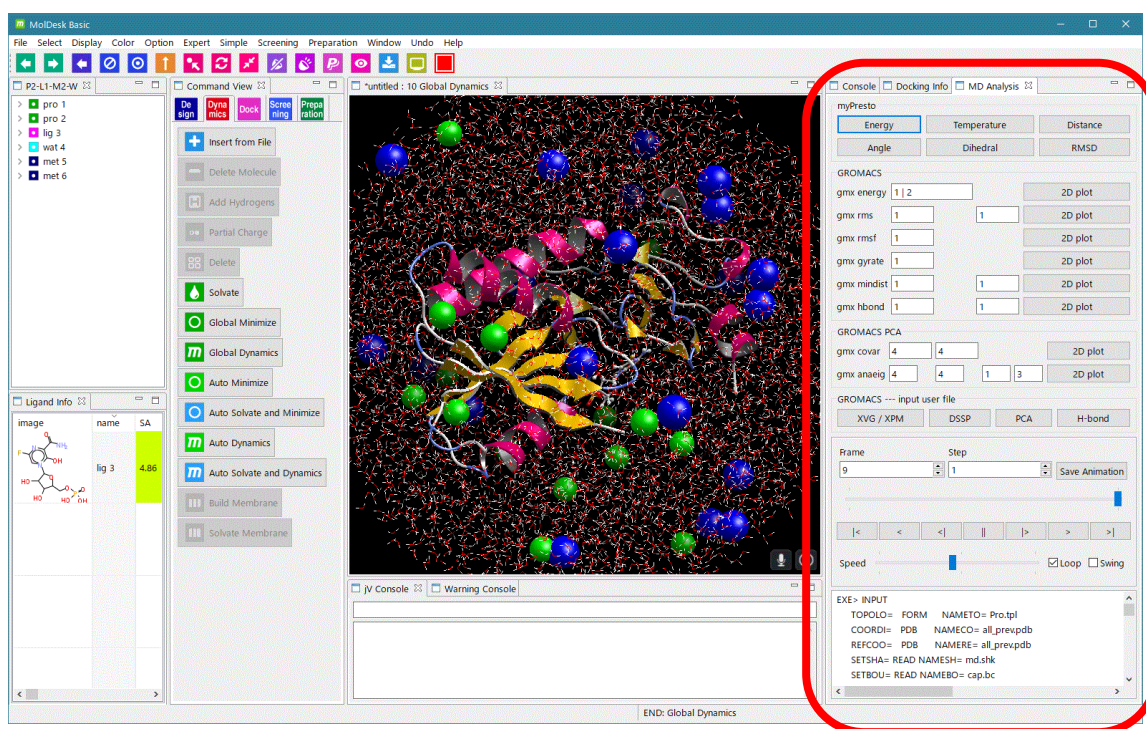 MolDesk Basic
File Select Display Color Option Expert Simple Screening Preparation Window Undo Help
P2-L1-M2-W
pro 1
pro 2
lig 3
wat 4
met 5
met 6
Ligand Info
image name SA
lig 3 4.86
Command View
De sign
Dyna mics
Dock
Scree ning
Prepa ration
Insert from File
Delete Molecule
Add Hydrogens
Partial Charge
Delete
Solvate
Global Minimize
Global Dynamics
Auto Minimize
Auto Solvate and Minimize
Auto Dynamics
Auto Solvate and Dynamics
Build Membrane
Solvate Membrane
*untitled : 10 Global Dynamics
jV Console Warning Console
Console Docking Info MD Analysis
myPresto
Energy Temperature Distance
Angle Dihedral RMSD
GROMACS
gmx energy 1 | 2 2D plot
gmx rms 1 1 2D plot
gmx rmsf 1 2D plot
gmx gyrate 1 2D plot
gmx mindist 1 1 2D plot
gmx hbond 1 1 2D plot
GROMACS PCA
gmx covar 4 4 2D plot
gmx anaeig 4 4 1 3 2D plot
GROMACS --- input user file
XVG / XPM DSSP PCA H-bond
Frame Step
9 1 Save Animation
|< < <| || |> > >|
Speed Loop Swing
EXE> INPUT
TOPOLO= FORM NAMETO= Pro.tpl
COORDI= PDB NAMECO= all_prev.pdb
REFCOO= PDB NAMERE= all_prev.pdb
SETSHA= READ NAMESH= md.shk
SETBOU= READ NAMEBO= cap.bc
END: Global Dynamics